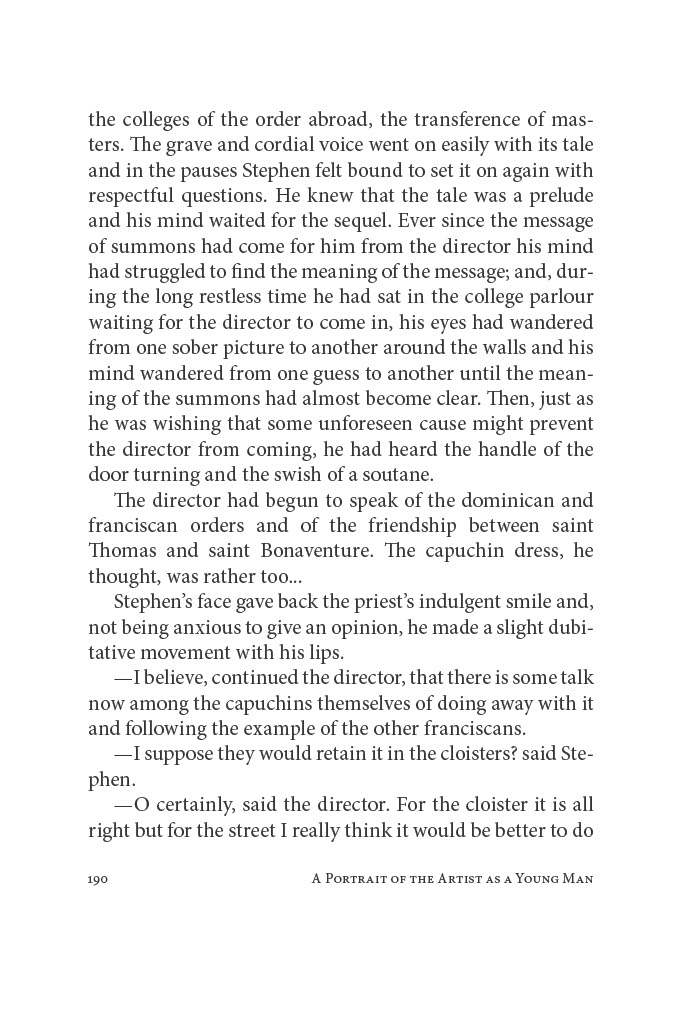 the colleges of the order abroad, the transference of mas-
ters. The grave and cordial voice went on easily with its tale
and in the pauses Stephen felt bound to set it on again with
respectful questions. He knew that the tale was a prelude
and his mind waited for the sequel. Ever since the message
of summons had come for him from the director his mind
had struggled to find the meaning of the message; and, dur-
ing the long restless time he had sat in the college parlour
waiting for the director to come in, his eyes had wandered
from one sober picture to another around the walls and his
mind wandered from one guess to another until the mean-
ing of the summons had almost become clear. Then, just as
he was wishing that some unforeseen cause might prevent
the director from coming, he had heard the handle of the
door turning and the swish of a soutane.
The director had begun to speak of the dominican and
franciscan orders and of the friendship between saint
Thomas and saint Bonaventure. The capuchin dress, he
thought, was rather too...
Stephen’s face gave back the priest’s indulgent smile and,
not being anxious to give an opinion, he made a slight dubi-
tative movement with his lips.
—I believe, continued the director, that there is some talk
now among the capuchins themselves of doing away with it
and following the example of the other franciscans.
—I suppose they would retain it in the cloisters? said Ste-
phen.
—O certainly, said the director. For the cloister it is all
right but for the street I really think it would be better to do
190 A Portrait of the Artist as a Young Man